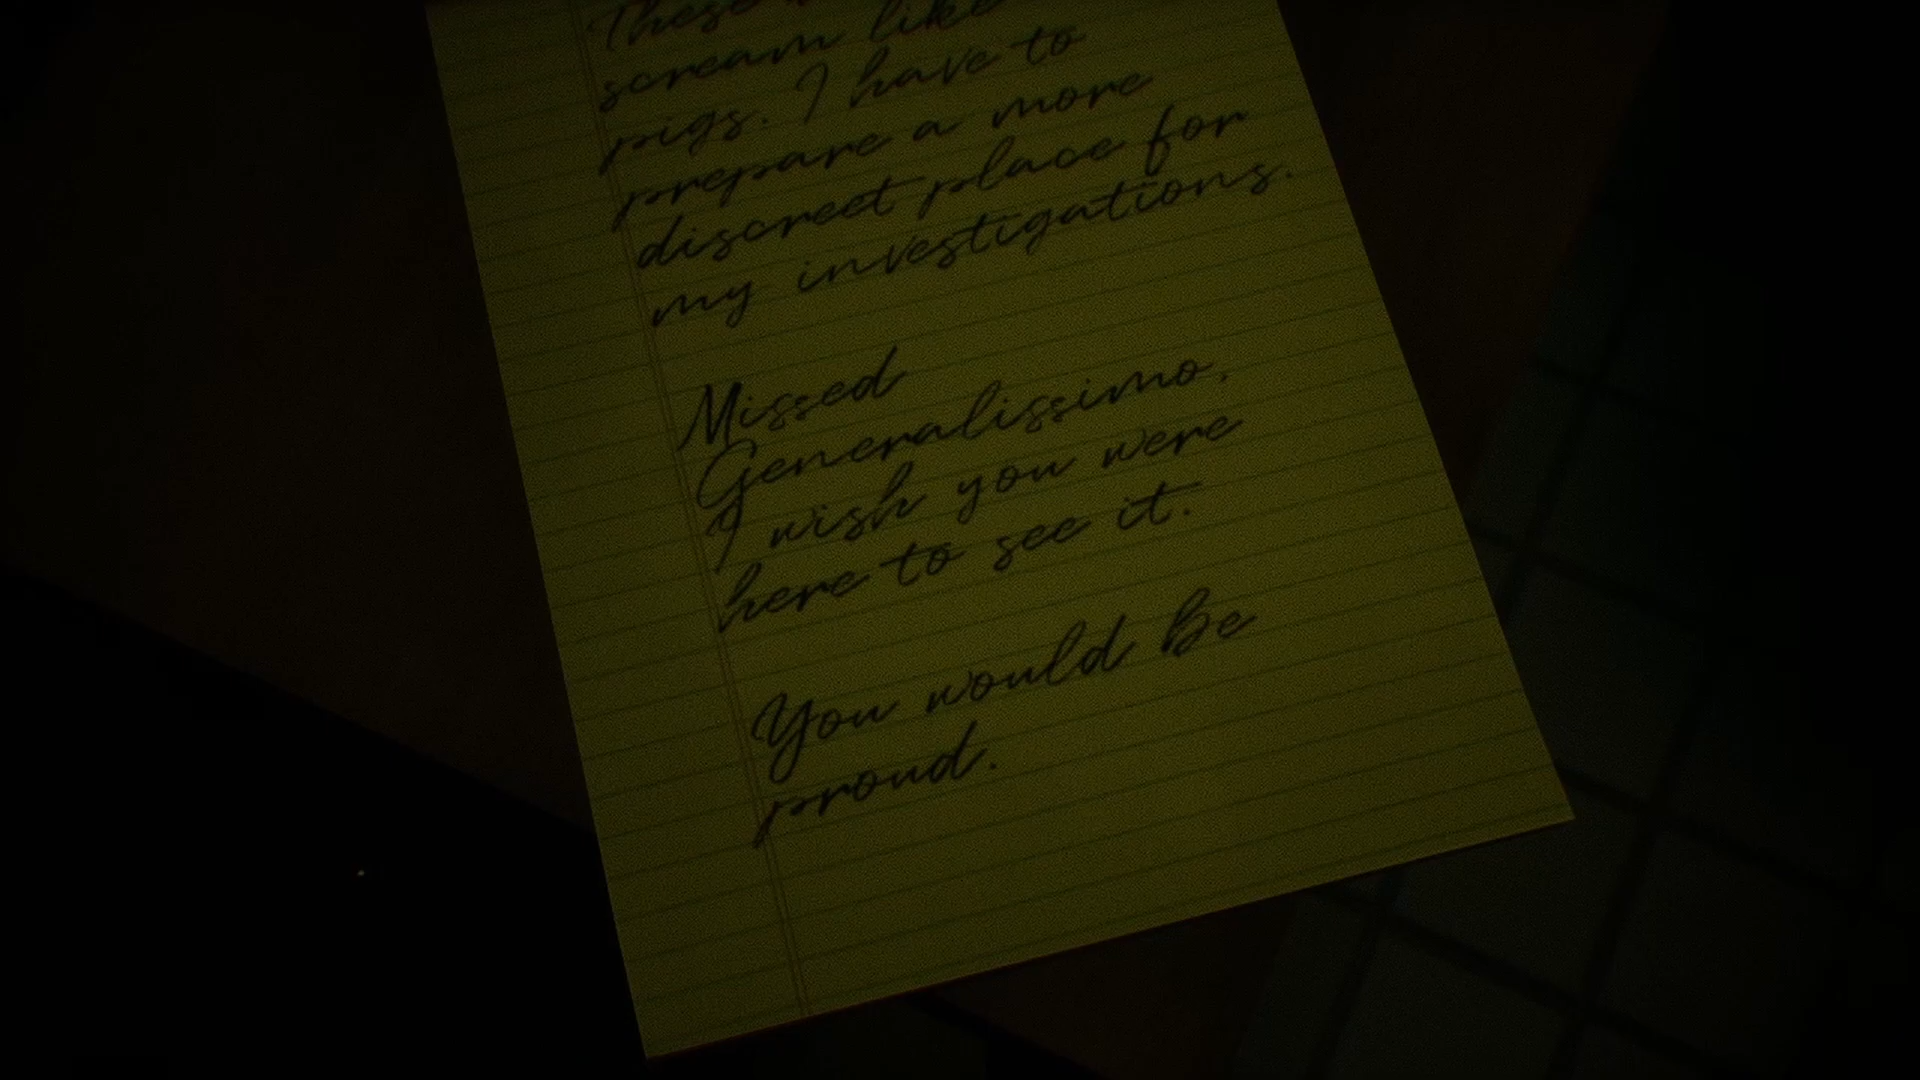 These
scream like
pigs. I have to
prepare a more
discreet place for
my investigations.
Missed
Generalissimo,
I wish you were
here to see it.
You would be
proud.